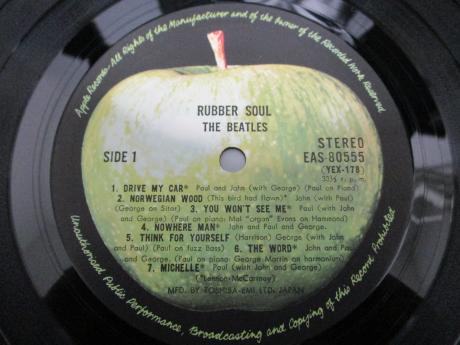 Apple Records · All Rights of the Manufacturer and of the Owner of the Recorded Work Reserved
RUBBER SOUL
THE BEATLES
SIDE 1
STEREO
EAS-80555
(YEX-178)
33⅓ r. p. m.
1. DRIVE MY CAR* Paul and John (with George) (Paul on Piano)
2. NORWEGIAN WOOD (This bird had flown)* John (with Paul)
(George on Sitar) 3. YOU WON'T SEE ME* Paul (with John and
George) (Paul on piano Mal "organ" Evans on Hammond)
4. NOWHERE MAN* John and Paul and George.
5. THINK FOR YOURSELF (Harrison) George (with John
and Paul) (Paul on fuzz Bass) 6. THE WORD* John and Paul
and George. (Paul on piano George Martin on harmonium)
7. MICHELLE* Paul (with John and George)
(*Lennon-McCartney)
MFD. BY TOSHIBA-EMI LTD. JAPAN
Unauthorised Public Performance, Broadcasting and Copying of this Record Prohibited